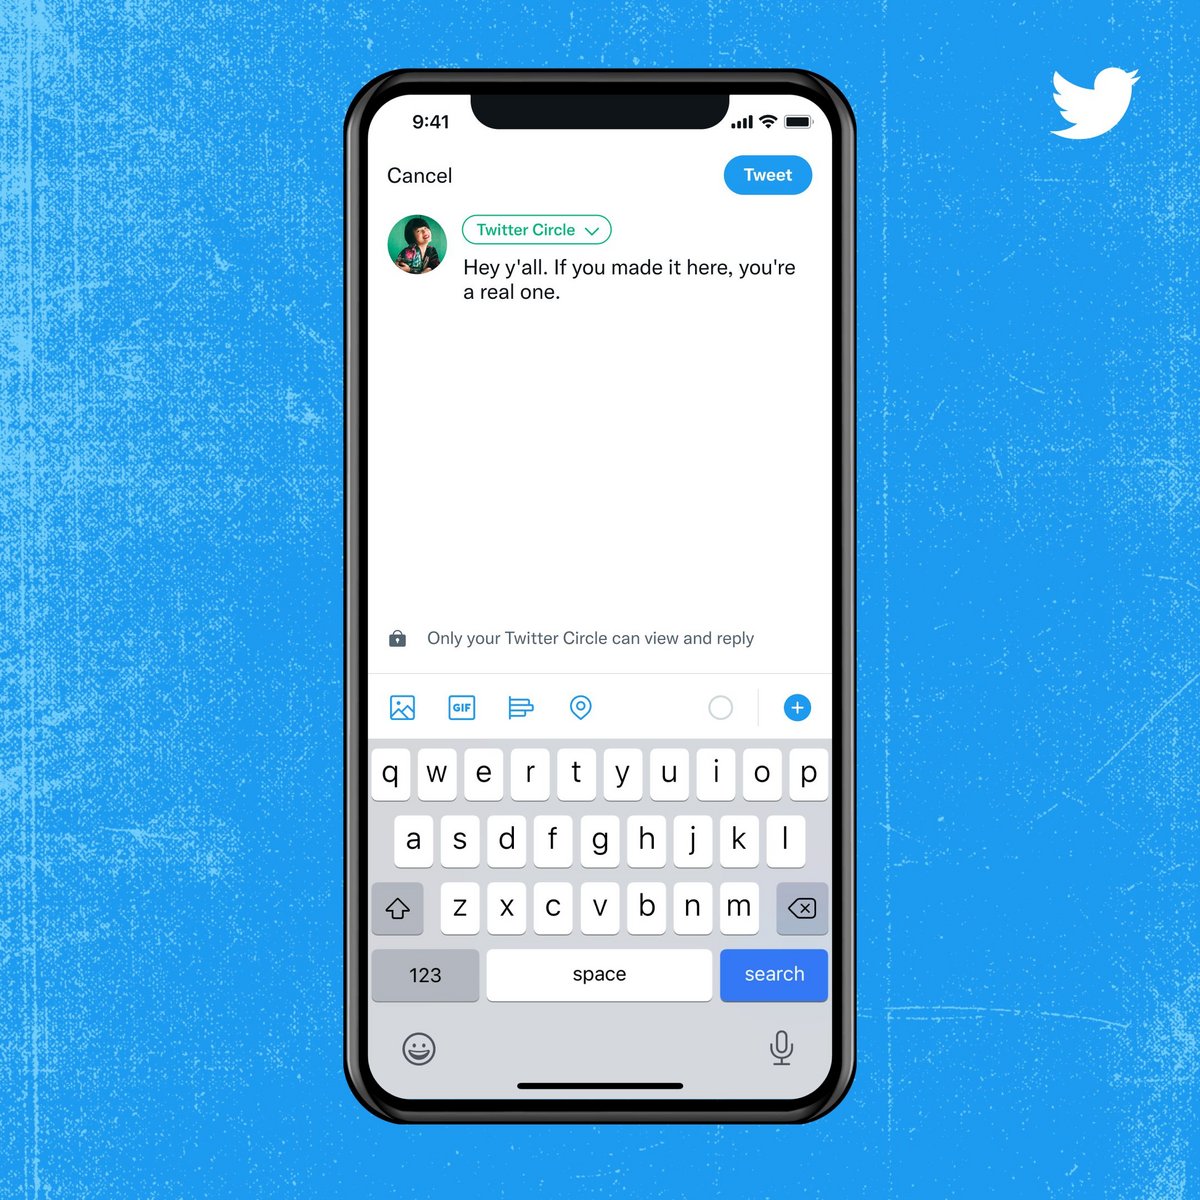 9:41
Cancel
Tweet
Twitter Circle
Hey y'all. If you made it here, you're
a real one.
Only your Twitter Circle can view and reply
GIF
q w e r t y u i o p
a s d f g h j k l
z x c v b n m
123 space search